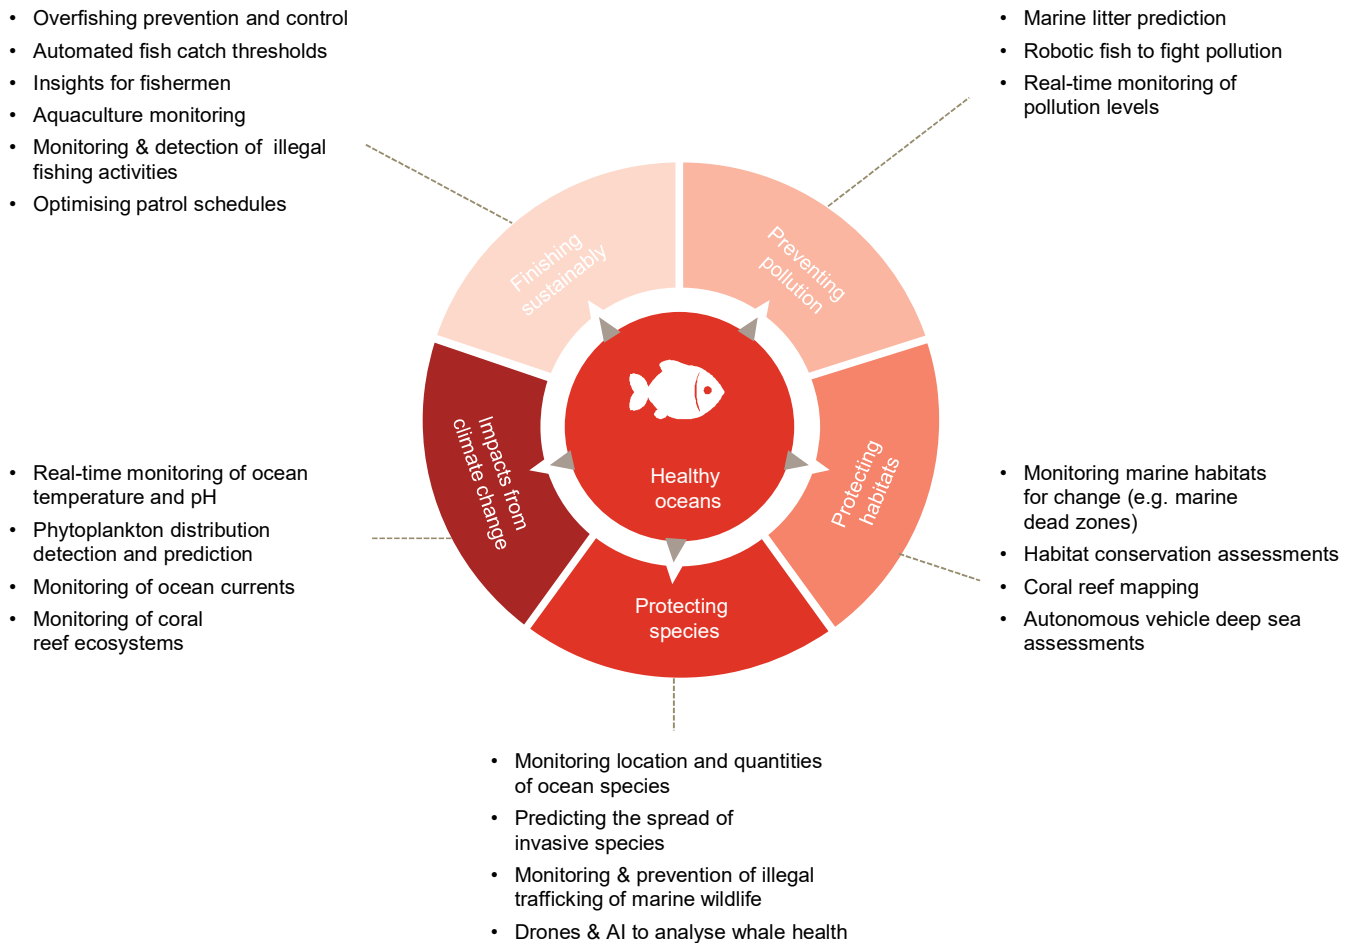 • Overfishing prevention and control
• Automated fish catch thresholds
• Insights for fishermen
• Aquaculture monitoring
• Monitoring & detection of illegal
fishing activities
• Optimising patrol schedules
• Marine litter prediction
• Robotic fish to fight pollution
• Real-time monitoring of
pollution levels
Finishing
sustainably
Preventing
pollution
Impacts from
climate change
Healthy
oceans
Protecting
habitats
Protecting
species
• Real-time monitoring of ocean
temperature and pH
• Phytoplankton distribution
detection and prediction
• Monitoring of ocean currents
• Monitoring of coral
reef ecosystems
• Monitoring marine habitats
for change (e.g. marine
dead zones)
• Habitat conservation assessments
• Coral reef mapping
• Autonomous vehicle deep sea
assessments
• Monitoring location and quantities
of ocean species
• Predicting the spread of
invasive species
• Monitoring & prevention of illegal
trafficking of marine wildlife
• Drones & AI to analyse whale health